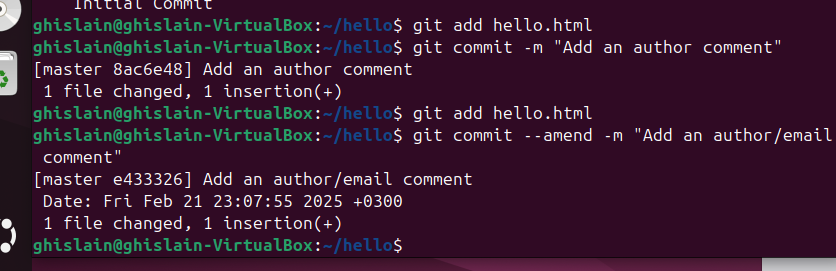 Initial Commit
ghislain@ghislain-VirtualBox:~/hello$ git add hello.html
ghislain@ghislain-VirtualBox:~/hello$ git commit -m "Add an author comment"
[master 8ac6e48] Add an author comment
 1 file changed, 1 insertion(+)
ghislain@ghislain-VirtualBox:~/hello$ git add hello.html
ghislain@ghislain-VirtualBox:~/hello$ git commit --amend -m "Add an author/email
 comment"
[master e433326] Add an author/email comment
 Date: Fri Feb 21 23:07:55 2025 +0300
 1 file changed, 1 insertion(+)
ghislain@ghislain-VirtualBox:~/hello$